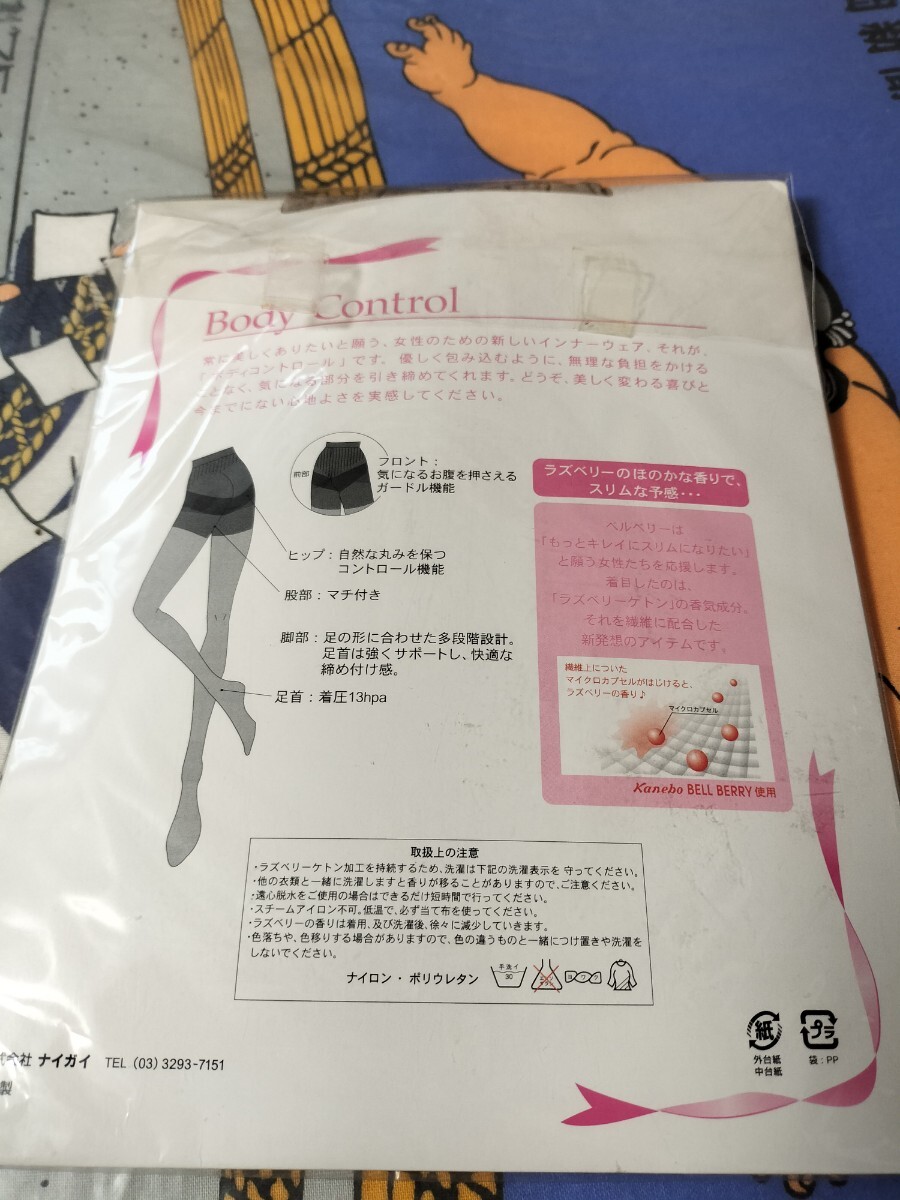 Body Control
常に美しくありたいと願う、女性のための新しいインナーウェア、それが、
「ボディコントロール」です。優しく包み込むように、無理な負担をかける
ことなく、気になる部分を引き締めてくれます。どうぞ、美しく変わる喜びと
今までにない心地よさを実感してください。
前部
フロント：
気になるお腹を押さえる
ガードル機能
ヒップ：自然な丸みを保つ
コントロール機能
股部：マチ付き
脚部：足の形に合わせた多段階設計。
足首は強くサポートし、快適な
締め付け感。
足首：着圧13hpa
ラズベリーのほのかな香りで、
スリムな予感･･･
ベルベリーは
「もっとキレイにスリムになりたい」
と願う女性たちを応援します。
着目したのは、
「ラズベリーケトン」の香気成分。
それを繊維に配合した
新発想のアイテムです。
繊維上についた
マイクロカプセルがはじけると、
ラズベリーの香り♪
マイクロカプセル
Kanebo BELL BERRY 使用
取扱上の注意
・ラズベリーケトン加工を持続するため、洗濯は下記の洗濯表示を 守ってください。
・他の衣類と一緒に洗濯しますと香りが移ることがありますので、ご注意ください。
・遠心脱水をご使用の場合はできるだけ短時間で行ってください。
・スチームアイロン不可。低温で、必ず当て布を使ってください。
・ラズベリーの香りは着用、及び洗濯後、徐々に減少していきます。
・色落ちや、色移りする場合がありますので、色の違うものと一緒につけ置きや洗濯を
しないでください。
ナイロン・ポリウレタン
手洗イ
30
ヨワク
紙
外台紙
中台紙
プラ
袋：PP
式会社 ナイガイ TEL (03) 3293-7151
製